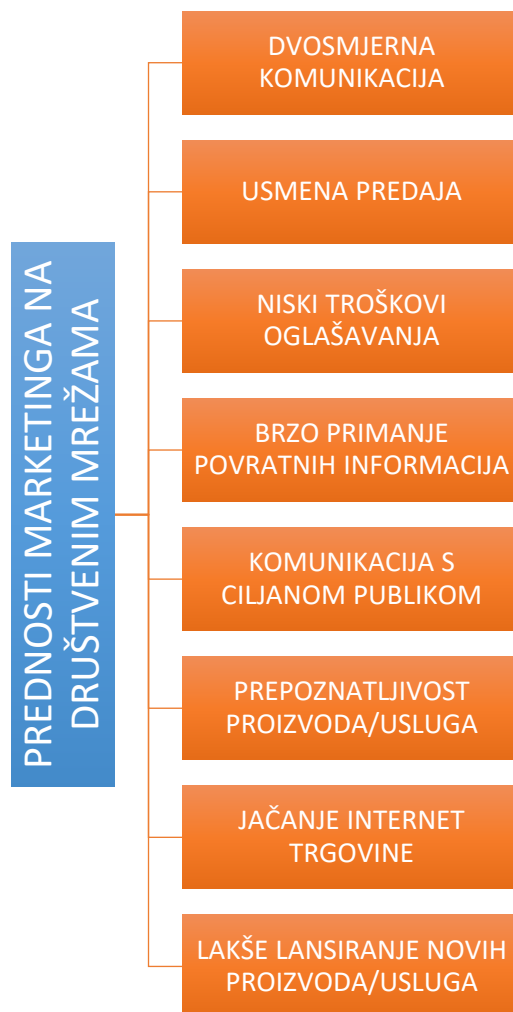 PREDNOSTI MARKETINGA NA
DRUŠTVENIM MREŽAMA
DVOSMJERNA
KOMUNIKACIJA
USMENA PREDAJA
NISKI TROŠKOVI
OGLAŠAVANJA
BRZO PRIMANJE
POVRATNIH INFORMACIJA
KOMUNIKACIJA S
CILJANOM PUBLIKOM
PREPOZNATLJIVOST
PROIZVODA/USLUGA
JAČANJE INTERNET
TRGOVINE
LAKŠE LANSIRANJE NOVIH
PROIZVODA/USLUGA